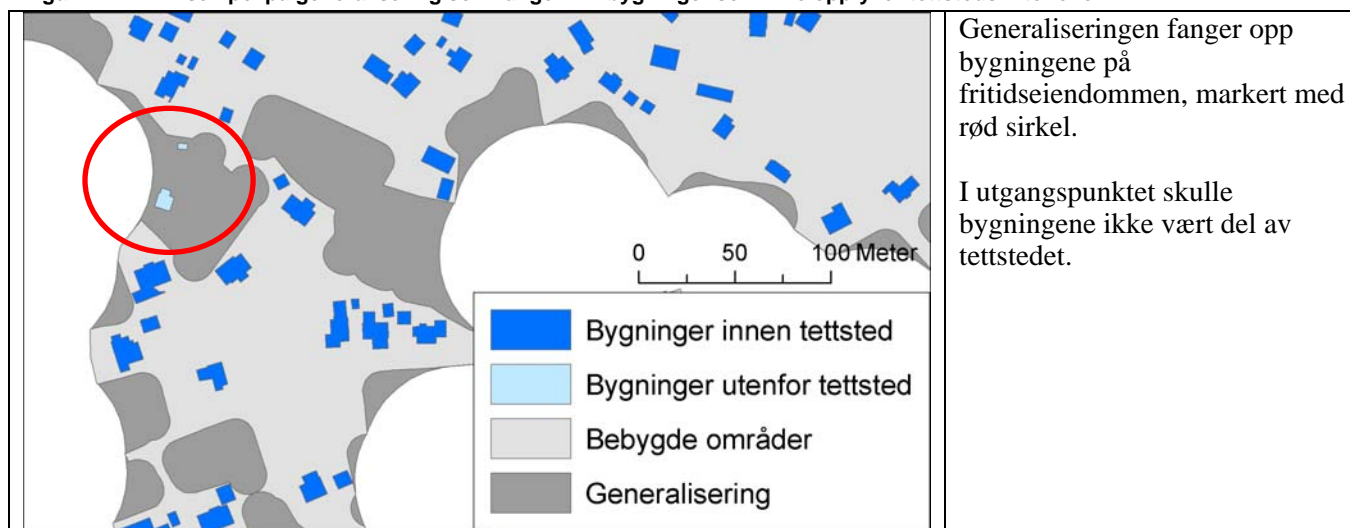 Generaliseringen fanger opp
bygningene på
fritidseiendommen, markert med
rød sirkel.
I utgangspunktet skulle
bygningene ikke vært del av
tettstedet.
0 50 100 Meter
Bygninger innen tettsted
Bygninger utenfor tettsted
Bebygde områder
Generalisering